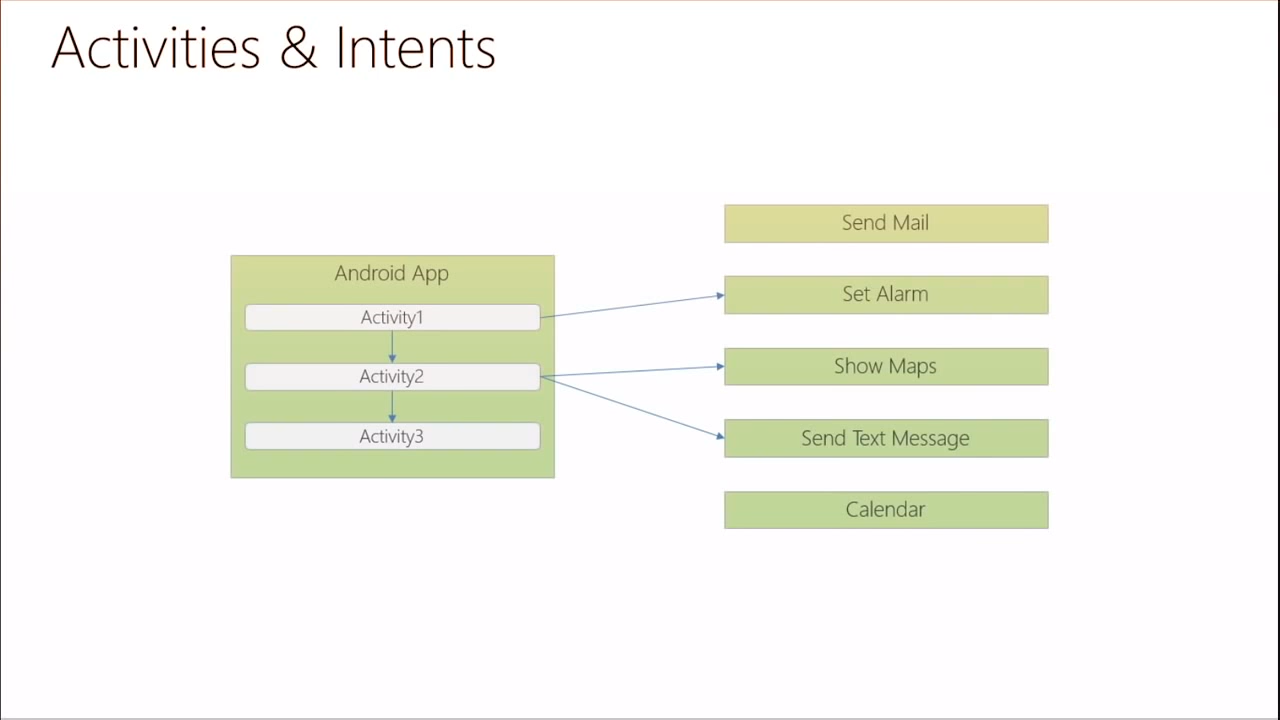 Activities & Intents
Android App
Activity1
Activity2
Activity3
Send Mail
Set Alarm
Show Maps
Send Text Message
Calendar